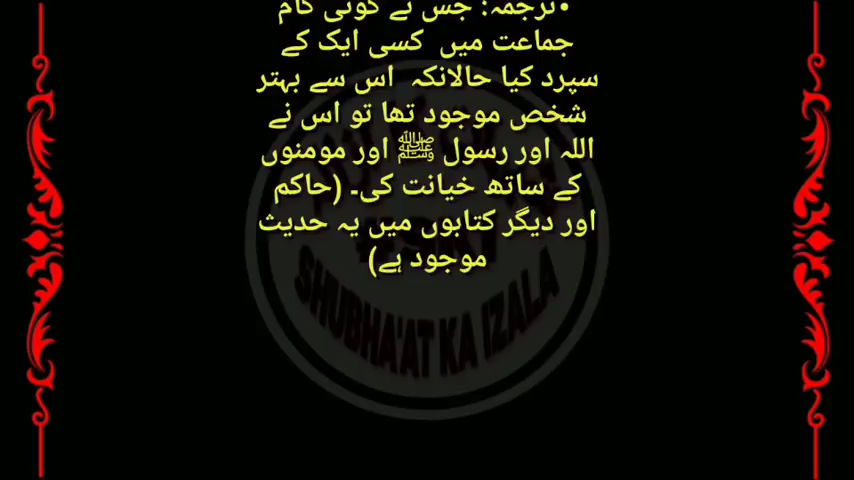 •ترجمہ: جس نے کوئی کام
جماعت میں کسی ایک کے
سپرد کیا حالانکہ اس سے بہتر
شخص موجود تھا تو اس نے
اللہ اور رسول ﷺ اور مومنوں
کے ساتھ خیانت کی۔ (حاکم
اور دیگر کتابوں میں یہ حدیث
موجود ہے)
SHUBHA'AT KA IZALA